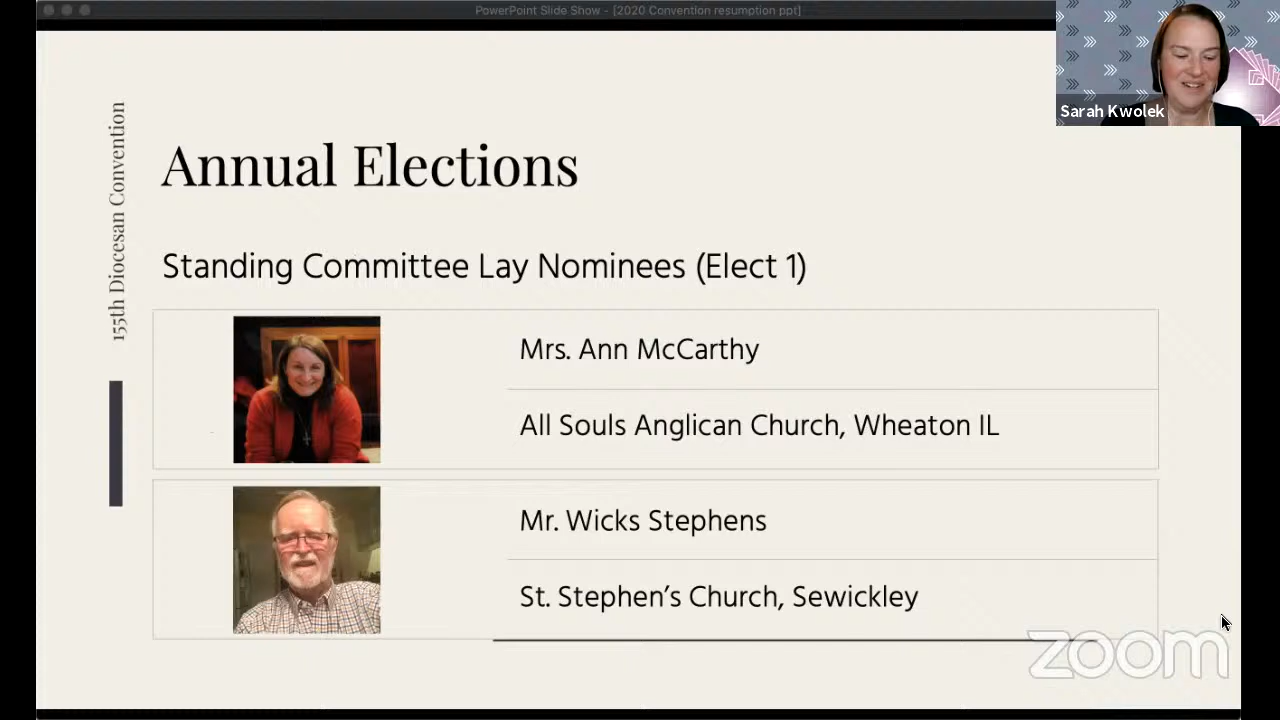 PowerPoint Slide Show - [2020 Convention resumption ppt]
Sarah Kwolek
155th Diocesan Convention
Annual Elections
Standing Committee Lay Nominees (Elect 1)
Mrs. Ann McCarthy
All Souls Anglican Church, Wheaton IL
Mr. Wicks Stephens
St. Stephen’s Church, Sewickley
zoom